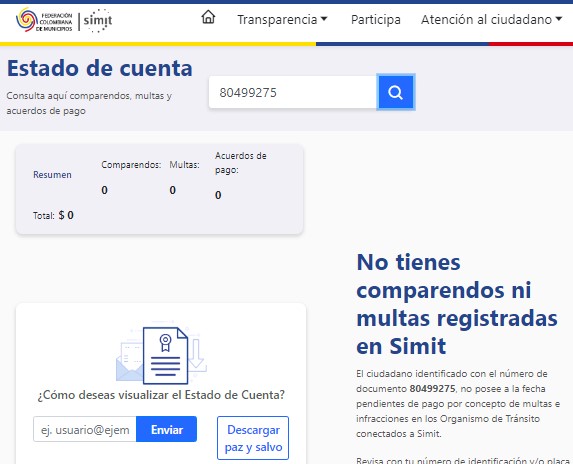 FEDERACIÓN
COLOMBIANA
DE MUNICIPIOS
simit
Transparencia
Participa
Atención al ciudadano
Estado de cuenta
Consulta aquí comparendos, multas y
acuerdos de pago
80499275
Resumen
Comparendos:
0
Multas:
0
Acuerdos de
pago:
0
Total: $ 0
No tienes
comparendos ni
multas registradas
en Simit
El ciudadano identificado con el número de
documento 80499275, no posee a la fecha
pendientes de pago por concepto de multas e
infracciones en los Organismo de Tránsito
conectados a Simit.
Revisa con tu número de identificación y/o placa
¿Cómo deseas visualizar el Estado de Cuenta?
ej. usuario@ejem
Enviar
Descargar
paz y salvo